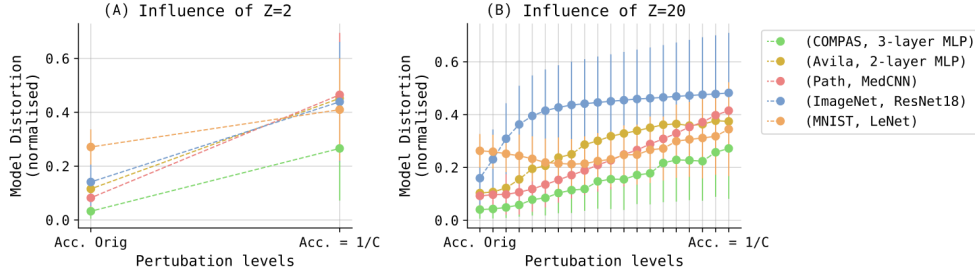 (A) Influence of Z=2
Model Distortion
(normalised)
0.6
0.4
0.2
0.0
Acc. Orig
Acc. = 1/C
Pertubation levels
(B) Influence of Z=20
Model Distortion
(normalised)
0.6
0.4
0.2
0.0
Acc. Orig
Acc. = 1/C
Pertubation levels
(COMPAS, 3-layer MLP)
(Avila, 2-layer MLP)
(Path, MedCNN)
(ImageNet, ResNet18)
(MNIST, LeNet)